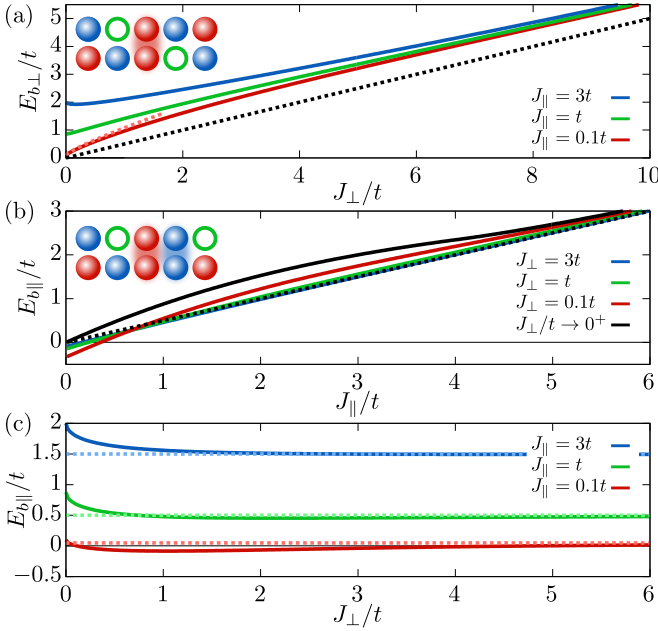 (a)
E_{b⊥}/t
5
4
3
2
1
0
J_∥ = 3t
J_∥ = t
J_∥ = 0.1t
0 2 4 6 8 10
J_⊥/t
(b)
E_{b∥}/t
3
2
1
0
J_⊥ = 3t
J_⊥ = t
J_⊥ = 0.1t
J_⊥/t → 0⁺
0 1 2 3 4 5 6
J_∥/t
(c)
E_{b∥}/t
2
1.5
1
0.5
0
−0.5
J_∥ = 3t
J_∥ = t
J_∥ = 0.1t
0 1 2 3 4 5 6
J_⊥/t